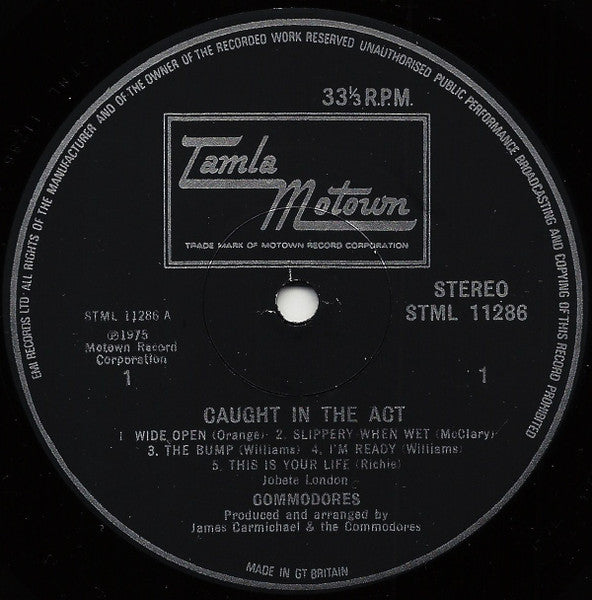 EMI RECORDS LTD · ALL RIGHTS OF THE MANUFACTURER AND OF THE OWNER OF THE RECORDED WORK RESERVED UNAUTHORISED PUBLIC PERFORMANCE BROADCASTING AND COPYING OF THIS RECORD PROHIBITED
33⅓ R.P.M.
Tamla
Motown
TRADE MARK OF MOTOWN RECORD CORPORATION
STEREO
STML 11286
STML 11286 A
℗1975
Motown Record
Corporation
1
1
CAUGHT IN THE ACT
1 WIDE OPEN (Orange) · 2. SLIPPERY WHEN WET (McClary)
3. THE BUMP (Williams) 4. I'M READY (Williams)
5. THIS IS YOUR LIFE (Richie)
Jobete London
COMMODORES
Produced and arranged by
James Carmichael & the Commodores
MADE IN GT BRITAIN